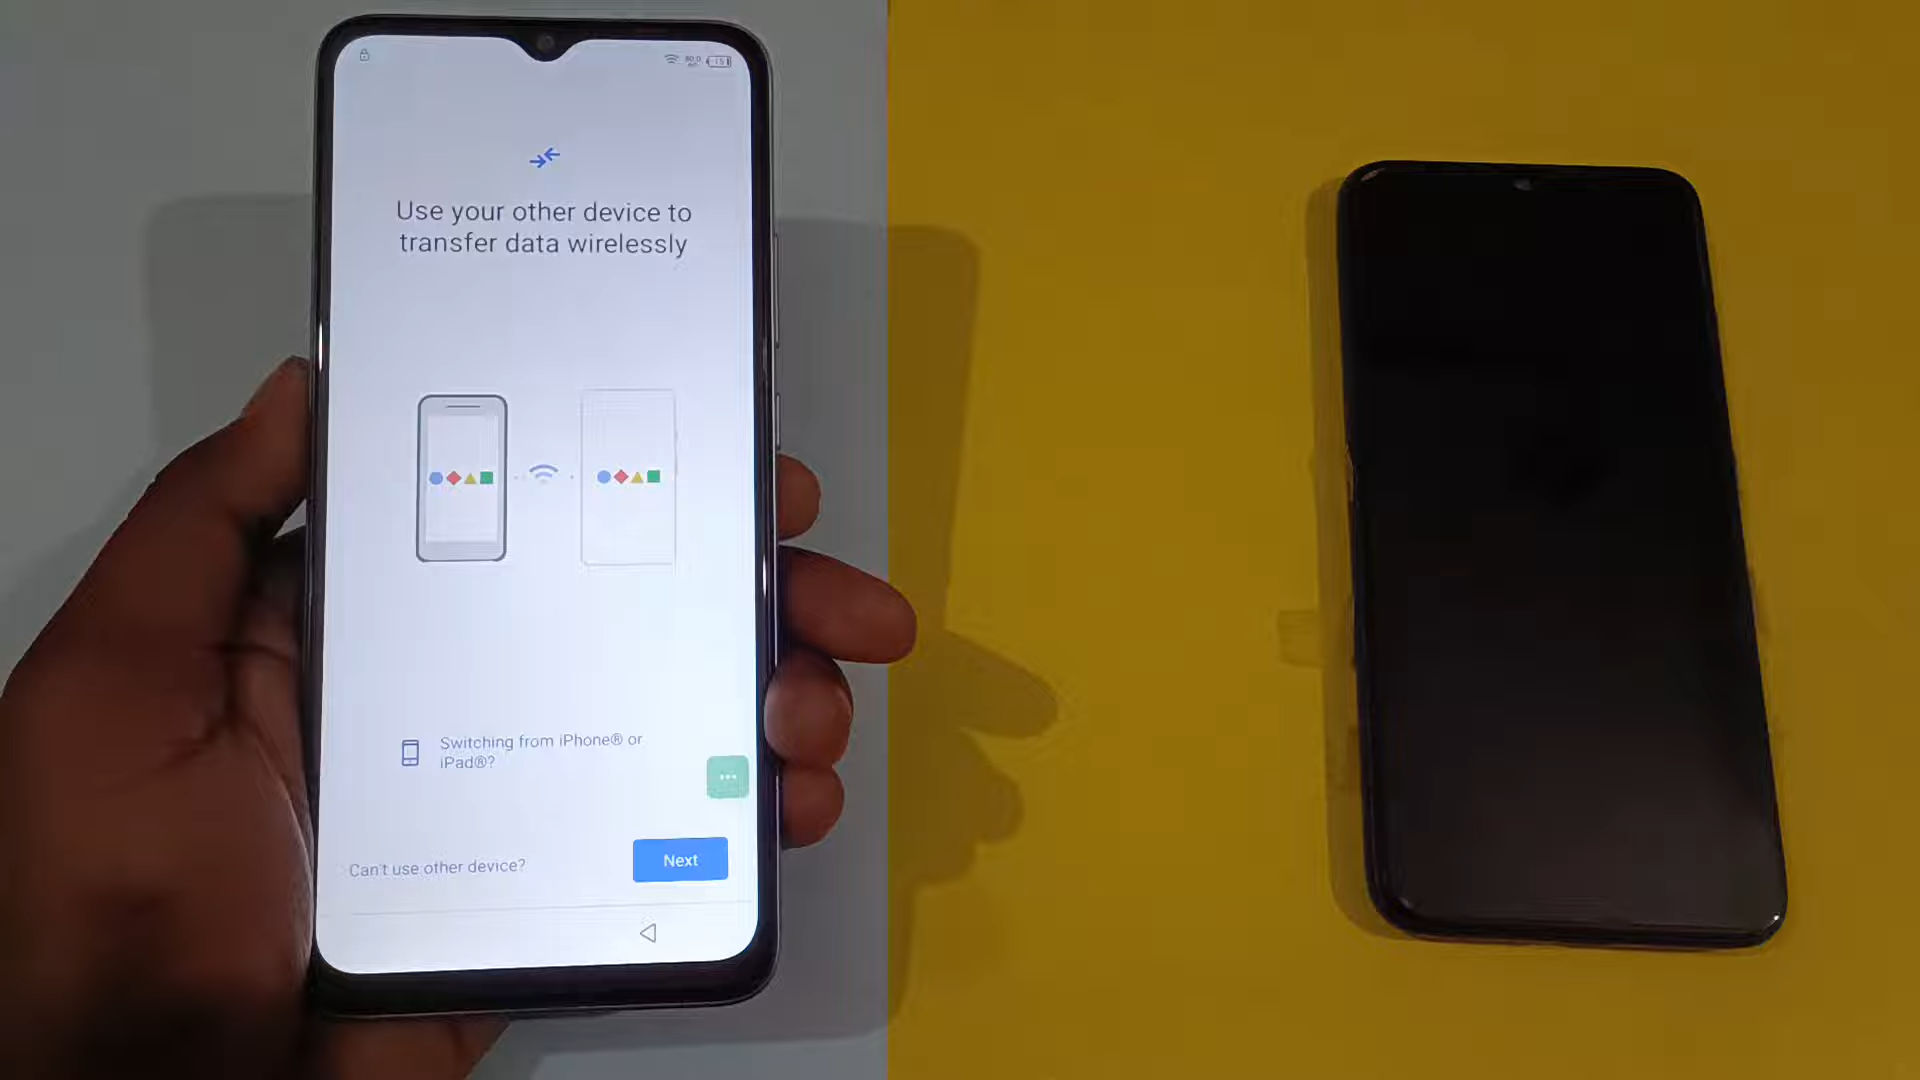 Use your other device to
transfer data wirelessly
Switching from iPhone® or
iPad®?
Can't use other device?
Next